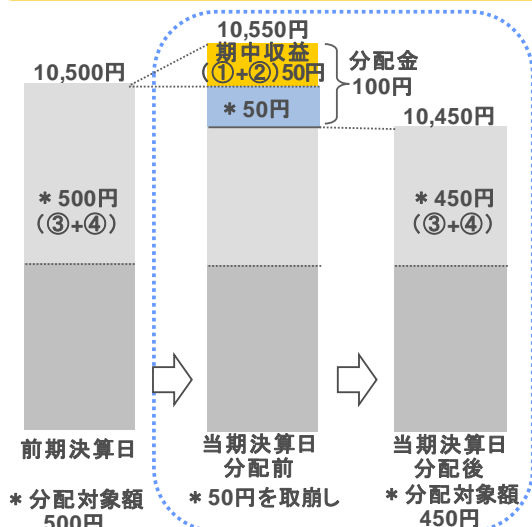 10,550円
期中収益
(①+②)50円
10,500円
分配金
100円
＊50円
10,450円
＊500円
(③+④)
＊450円
(③+④)
前期決算日
当期決算日
分配前
当期決算日
分配後
＊分配対象額
500円
＊50円を取崩し
＊分配対象額
450円